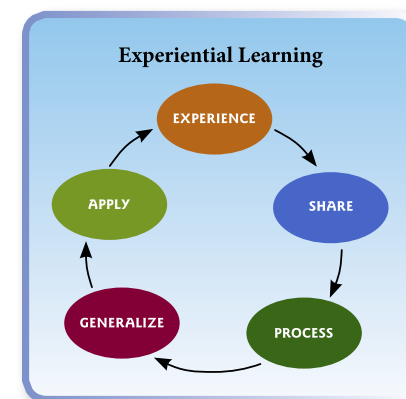 Experiential Learning
EXPERIENCE
SHARE
PROCESS
GENERALIZE
APPLY